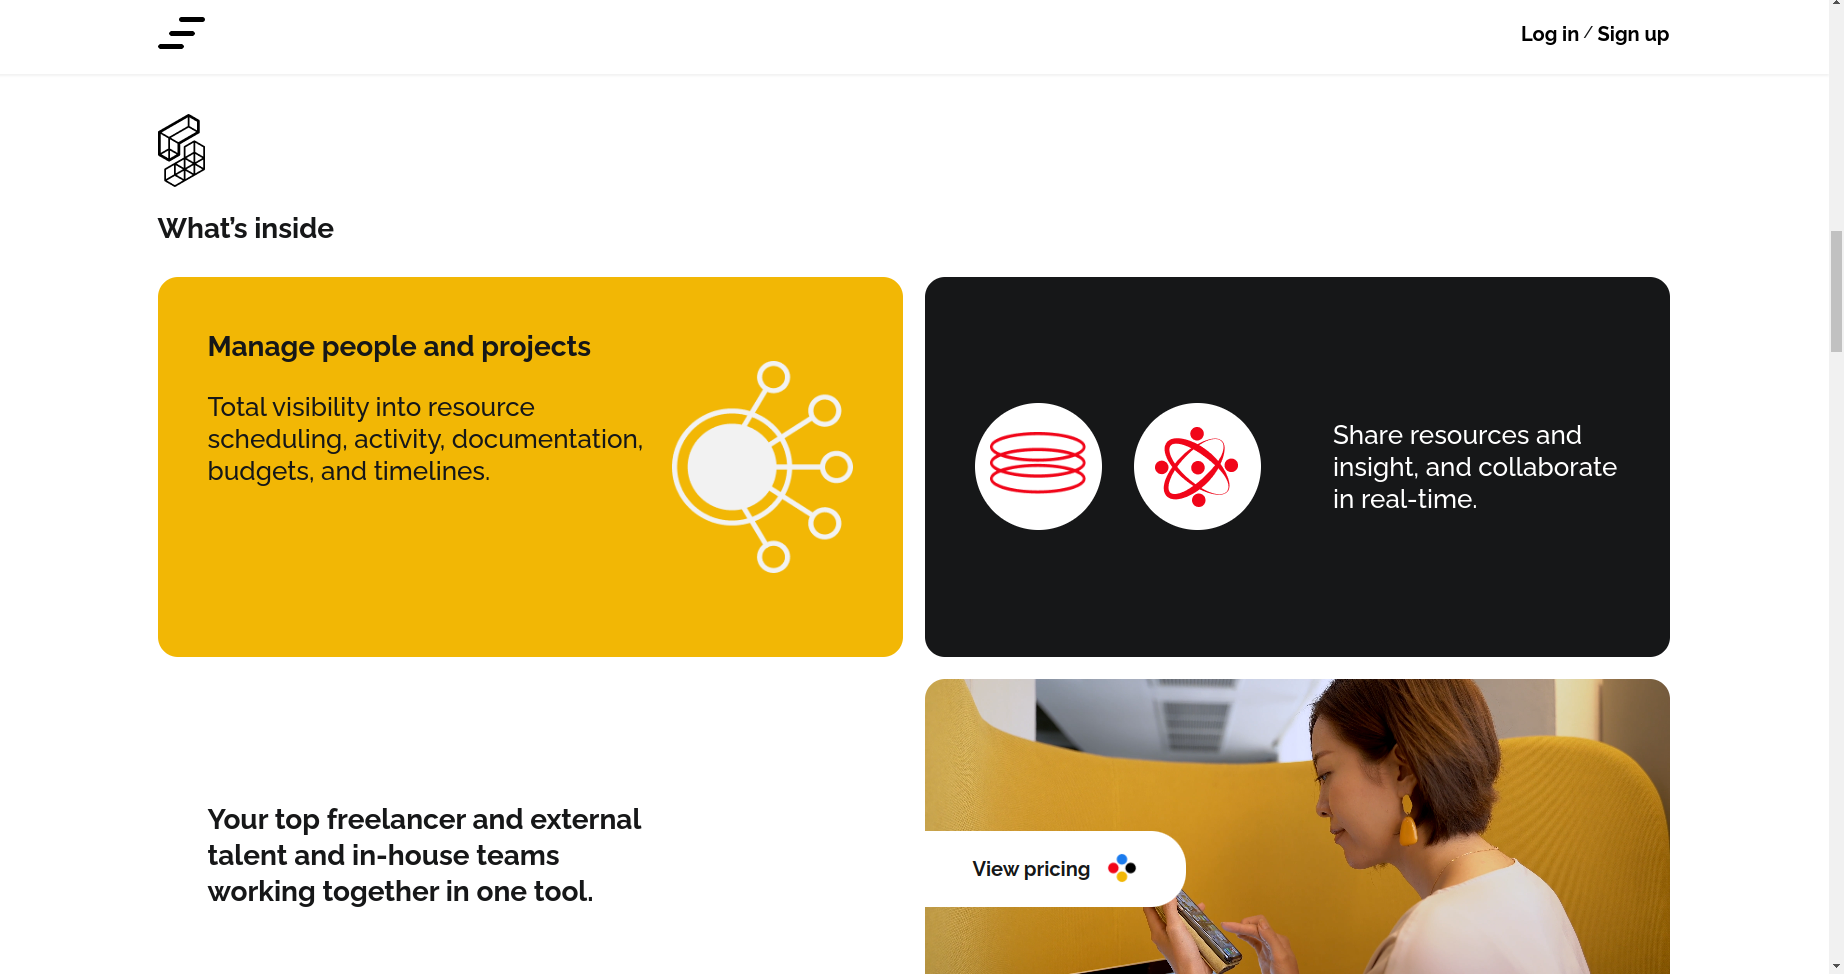 Log in / Sign up
What’s inside
Manage people and projects
Total visibility into resource
scheduling, activity, documentation,
budgets, and timelines.
Share resources and
insight, and collaborate
in real-time.
Your top freelancer and external
talent and in-house teams
working together in one tool.
View pricing